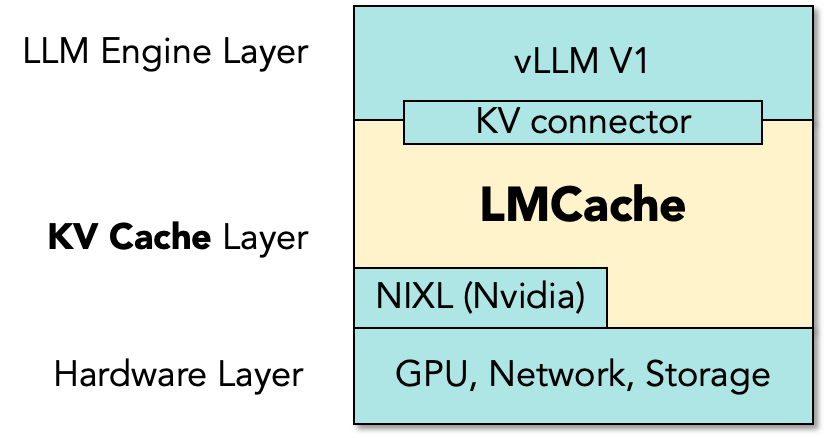 LLM Engine Layer
vLLM V1
KV connector
LMCache
KV Cache Layer
NIXL (Nvidia)
Hardware Layer
GPU, Network, Storage